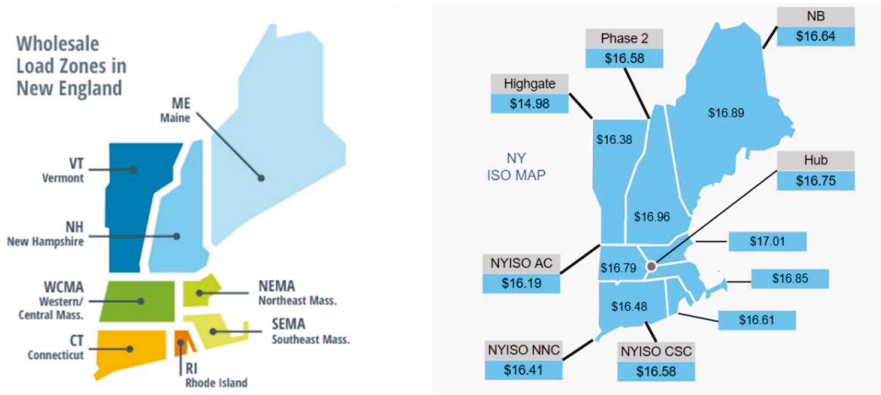 Wholesale
Load Zones in
New England
ME
Maine
VT
Vermont
NH
New Hampshire
WCMA
Western/
Central Mass.
NEMA
Northeast Mass.
SEMA
Southeast Mass.
CT
Connecticut
RI
Rhode Island
NB
$16.64
Phase 2
$16.58
Highgate
$14.98
$16.89
$16.38
NY
ISO MAP
Hub
$16.75
$16.96
$17.01
NYISO AC
$16.19
$16.79
$16.85
$16.48
$16.61
NYISO NNC
$16.41
NYISO CSC
$16.58